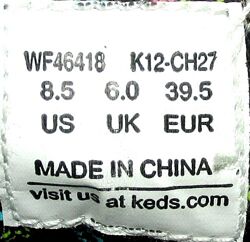 WF46418 K12-CH27
8.5 6.0 39.5
US UK EUR
MADE IN CHINA
visit us at keds.com